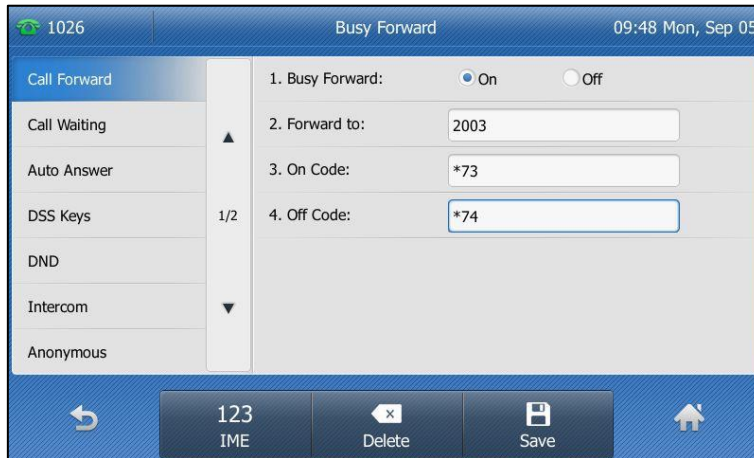 1026 Busy Forward 09:48 Mon, Sep 05
Call Forward 1. Busy Forward: On Off
Call Waiting 2. Forward to: 2003
Auto Answer 3. On Code: *73
DSS Keys 1/2 4. Off Code: *74
DND
Intercom
Anonymous
123
IME Delete Save